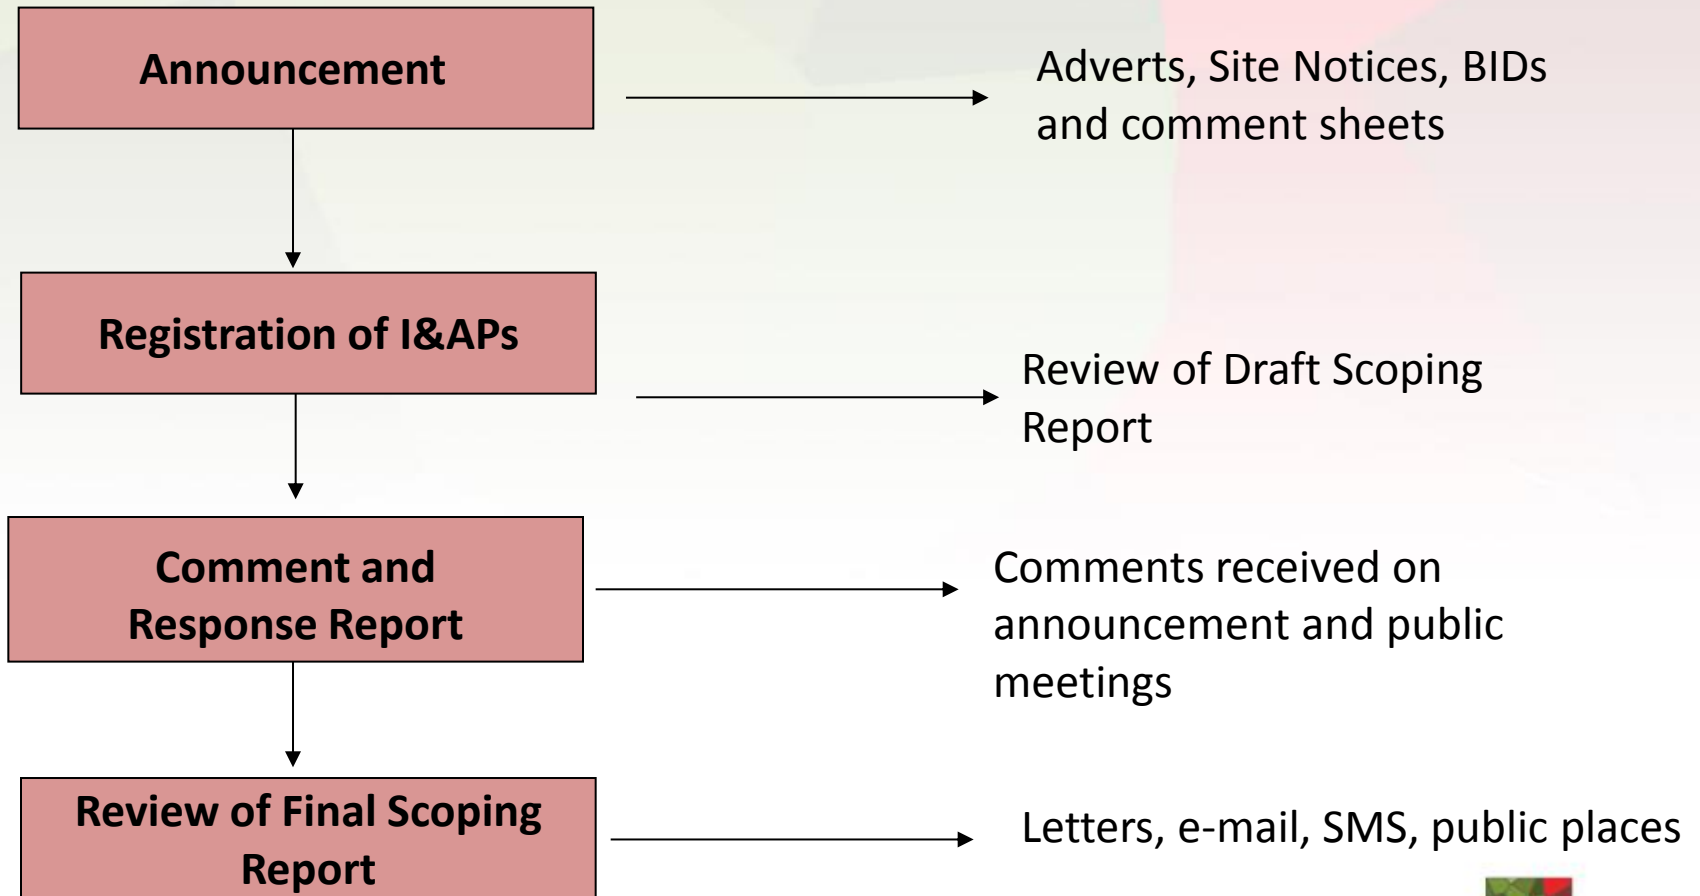 Announcement
Adverts, Site Notices, BIDs
and comment sheets
Registration of I&APs
Review of Draft Scoping
Report
Comment and
Response Report
Comments received on
announcement and public
meetings
Review of Final Scoping
Report
Letters, e-mail, SMS, public places